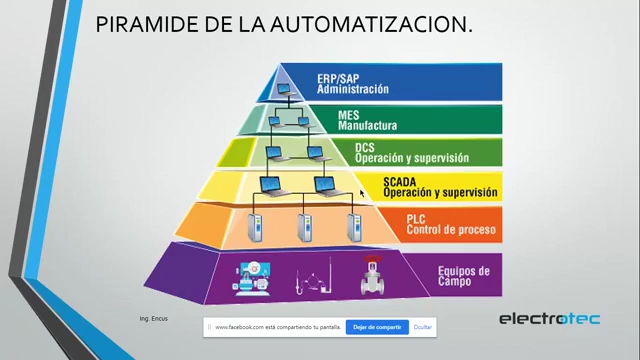 PIRAMIDE DE LA AUTOMATIZACION.
ERP/SAP
Administración
MES
Manufactura
DCS
Operación y supervisión
SCADA
Operación y supervisión
PLC
Control de proceso
Equipos de
Campo
Ing. Encus
www.facebook.com está compartiendo tu pantalla.
Dejar de compartir
Ocultar
electrotec